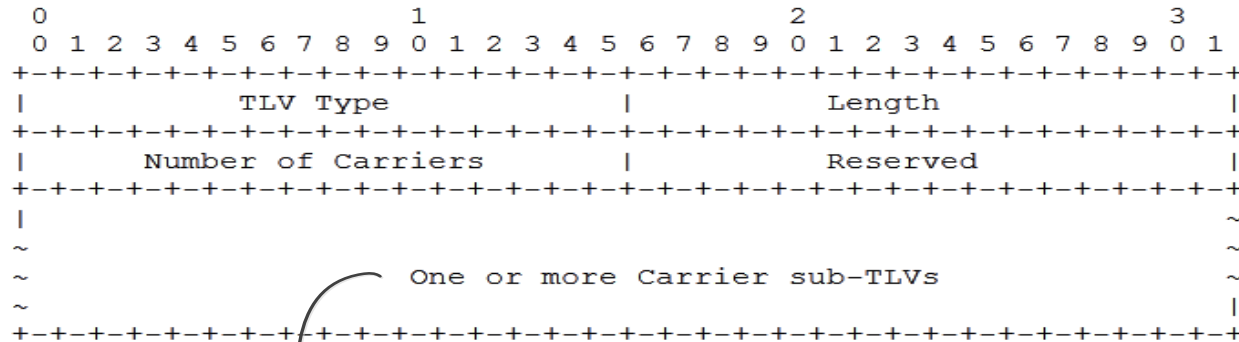 0                   1                   2                   3
 0 1 2 3 4 5 6 7 8 9 0 1 2 3 4 5 6 7 8 9 0 1 2 3 4 5 6 7 8 9 0 1
+-+-+-+-+-+-+-+-+-+-+-+-+-+-+-+-+-+-+-+-+-+-+-+-+-+-+-+-+-+-+-+-+
|           TLV Type            |          Length               |
+-+-+-+-+-+-+-+-+-+-+-+-+-+-+-+-+-+-+-+-+-+-+-+-+-+-+-+-+-+-+-+-+
|      Number of Carriers       |          Reserved             |
+-+-+-+-+-+-+-+-+-+-+-+-+-+-+-+-+-+-+-+-+-+-+-+-+-+-+-+-+-+-+-+-+
|                                                               ~
~                                                               ~
~                    One or more Carrier sub-TLVs               ~
~                                                               |
+-+-+-+-+-+-+-+-+-+-+-+-+-+-+-+-+-+-+-+-+-+-+-+-+-+-+-+-+-+-+-+-+